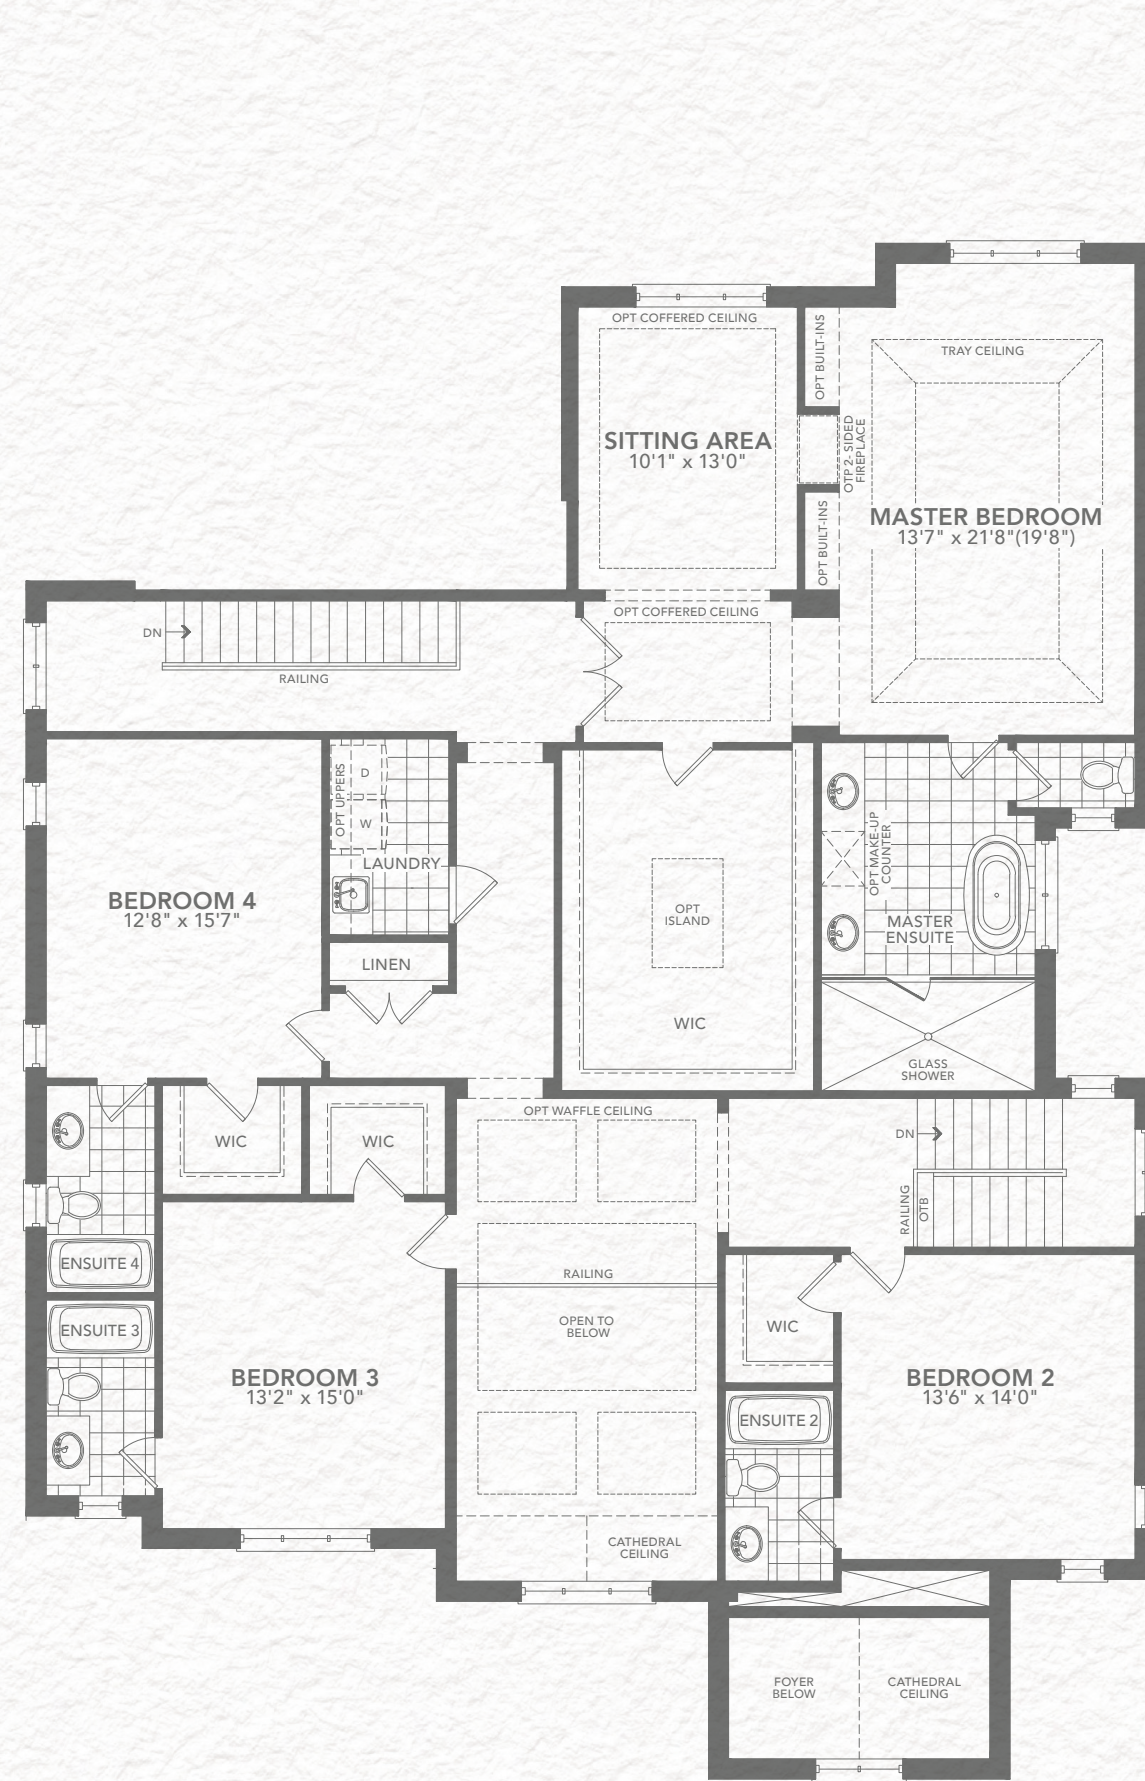 OPT COFFERED CEILING
SITTING AREA
10'1" x 13'0"
OPT BUILT-INS
OTP 2- SIDED
FIREPLACE
OPT BUILT-INS
TRAY CEILING
MASTER BEDROOM
13'7" x 21'8"(19'8")
DN
RAILING
OPT COFFERED CEILING
BEDROOM 4
12'8" x 15'7"
OPT UPPERS
D
W
LAUNDRY
LINEN
OPT
ISLAND
WIC
OPT MAKE-UP
COUNTER
MASTER
ENSUITE
GLASS
SHOWER
WIC
WIC
OPT WAFFLE CEILING
DN
RAILING
OTB
ENSUITE 4
ENSUITE 3
RAILING
OPEN TO
BELOW
WIC
BEDROOM 3
13'2" x 15'0"
BEDROOM 2
13'6" x 14'0"
ENSUITE 2
CATHEDRAL
CEILING
FOYER
BELOW
CATHEDRAL
CEILING